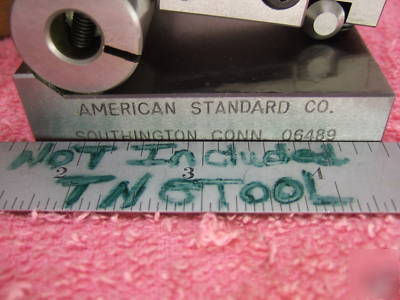 AMERICAN STANDARD CO.
SOUTHINGTON CONN 06489
NOT Included
2 3 4
TNGTOOL